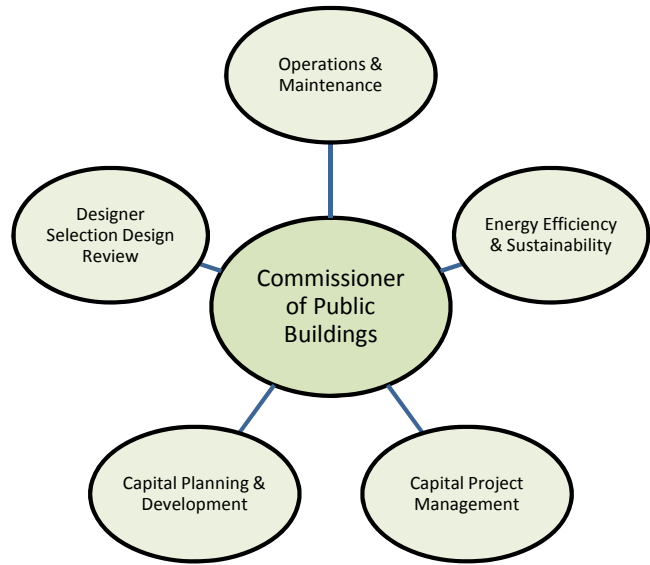 Operations &
Maintenance
Designer
Selection Design
Review
Energy Efficiency
& Sustainability
Commissioner
of Public
Buildings
Capital Planning &
Development
Capital Project
Management